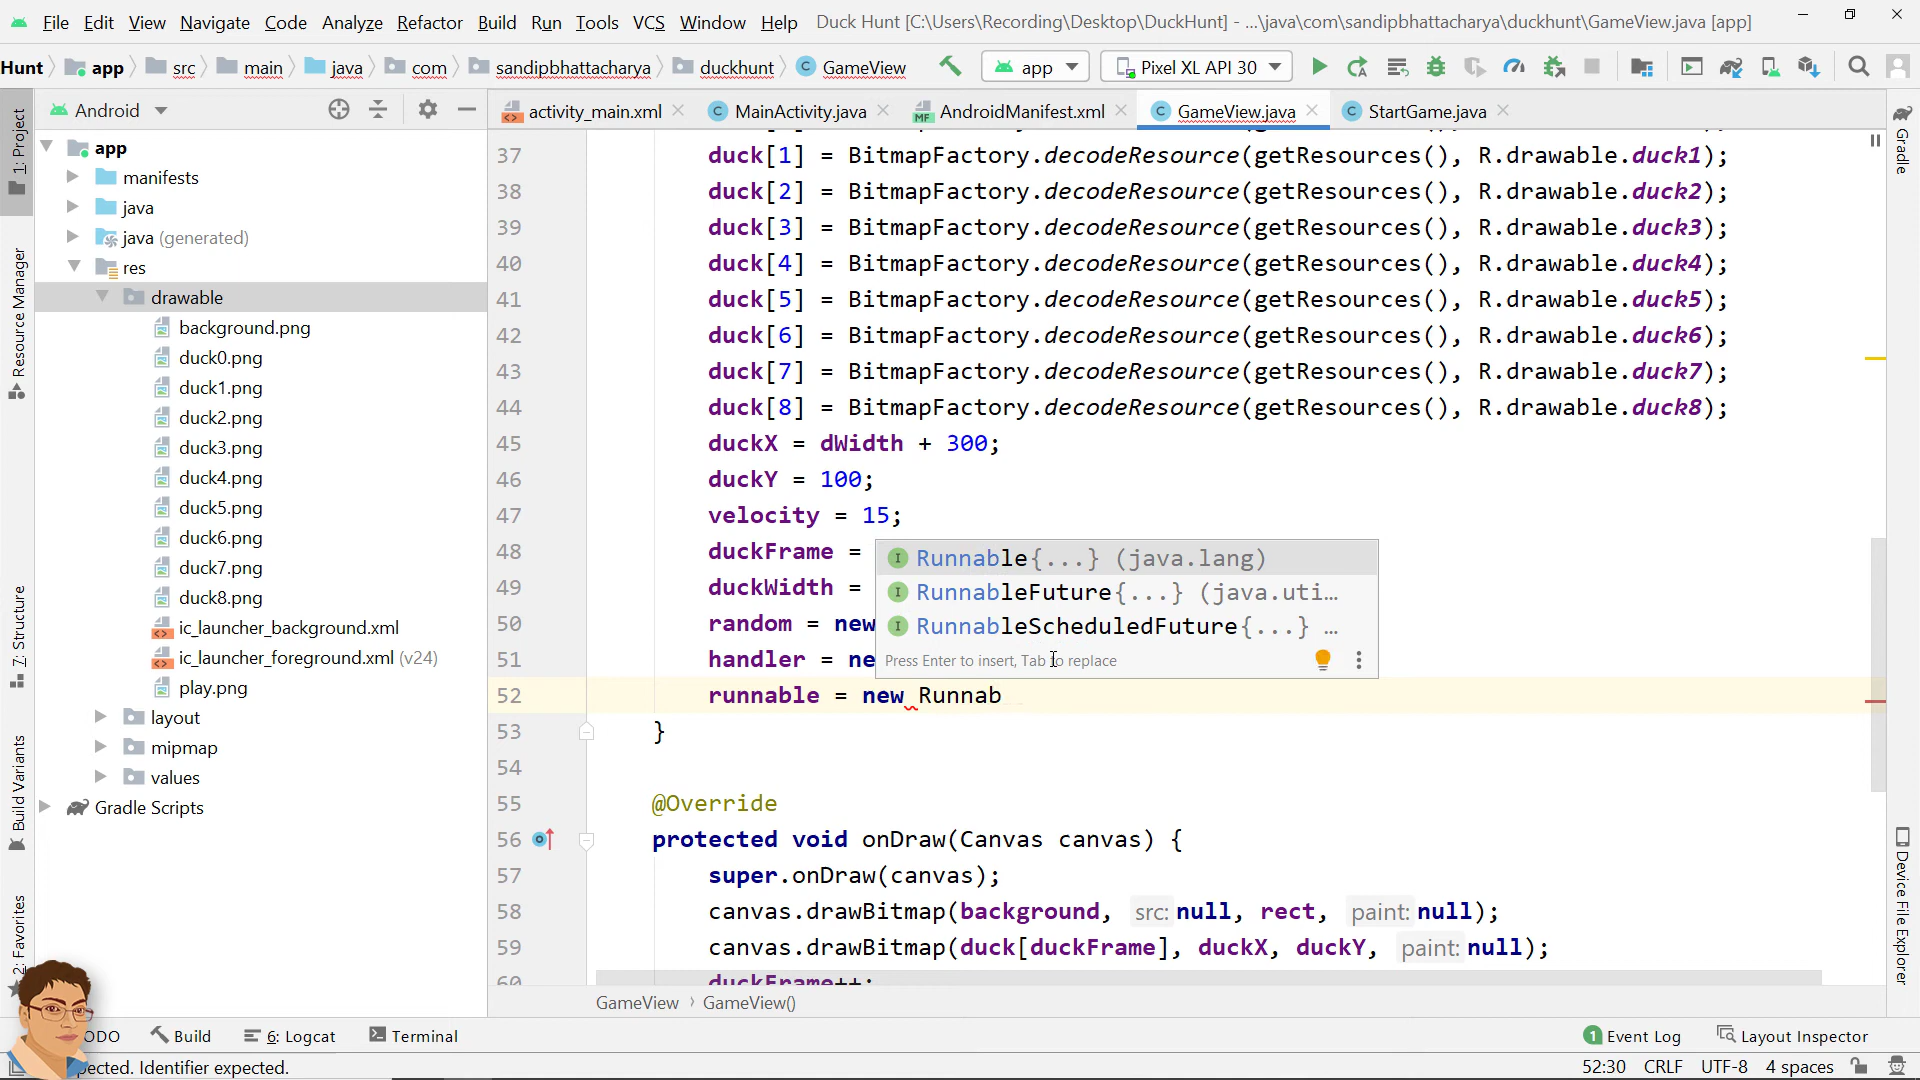 File Edit View Navigate Code Analyze Refactor Build Run Tools VCS Window Help Duck Hunt [C:\Users\Recording\Desktop\DuckHunt] - ...\java\com\sandipbhattacharya\duckhunt\GameView.java [app]
Hunt app src main java com sandipbhattacharya duckhunt GameView app Pixel XL API 30
Android
activity_main.xml MainActivity.java AndroidManifest.xml GameView.java StartGame.java
1: Project
Resource Manager
7: Structure
Build Variants
2: Favorites
app
manifests
java
java (generated)
res
drawable
background.png
duck0.png
duck1.png
duck2.png
duck3.png
duck4.png
duck5.png
duck6.png
duck7.png
duck8.png
ic_launcher_background.xml
ic_launcher_foreground.xml (v24)
play.png
layout
mipmap
values
Gradle Scripts
37 duck[1] = BitmapFactory.decodeResource(getResources(), R.drawable.duck1);
38 duck[2] = BitmapFactory.decodeResource(getResources(), R.drawable.duck2);
39 duck[3] = BitmapFactory.decodeResource(getResources(), R.drawable.duck3);
40 duck[4] = BitmapFactory.decodeResource(getResources(), R.drawable.duck4);
41 duck[5] = BitmapFactory.decodeResource(getResources(), R.drawable.duck5);
42 duck[6] = BitmapFactory.decodeResource(getResources(), R.drawable.duck6);
43 duck[7] = BitmapFactory.decodeResource(getResources(), R.drawable.duck7);
44 duck[8] = BitmapFactory.decodeResource(getResources(), R.drawable.duck8);
45 duckX = dWidth + 300;
46 duckY = 100;
47 velocity = 15;
48 duckFrame =
49 duckWidth =
50 random = new
51 handler = ne
52 runnable = new Runnab
53 }
54
55 @Override
56 protected void onDraw(Canvas canvas) {
57 super.onDraw(canvas);
58 canvas.drawBitmap(background, src: null, rect, paint: null);
59 canvas.drawBitmap(duck[duckFrame], duckX, duckY, paint: null);
60 duckFrame++;
Runnable{...} (java.lang)
RunnableFuture{...} (java.uti...
RunnableScheduledFuture{...} ...
Press Enter to insert, Tab to replace
GameView GameView()
Gradle
Device File Explorer
ODO Build 6: Logcat Terminal 1 Event Log Layout Inspector
pected. Identifier expected. 52:30 CRLF UTF-8 4 spaces